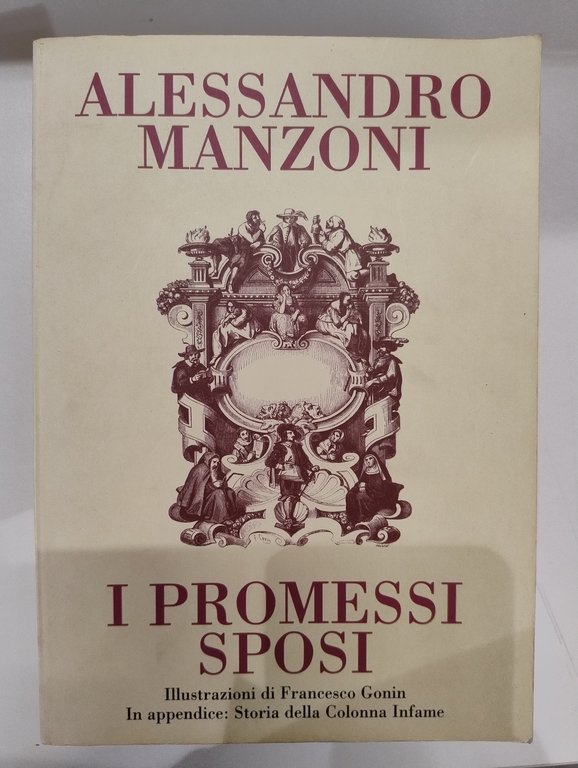 ALESSANDRO
MANZONI
I PROMESSI
SPOSI
Illustrazioni di Francesco Gonin
In appendice: Storia della Colonna Infame